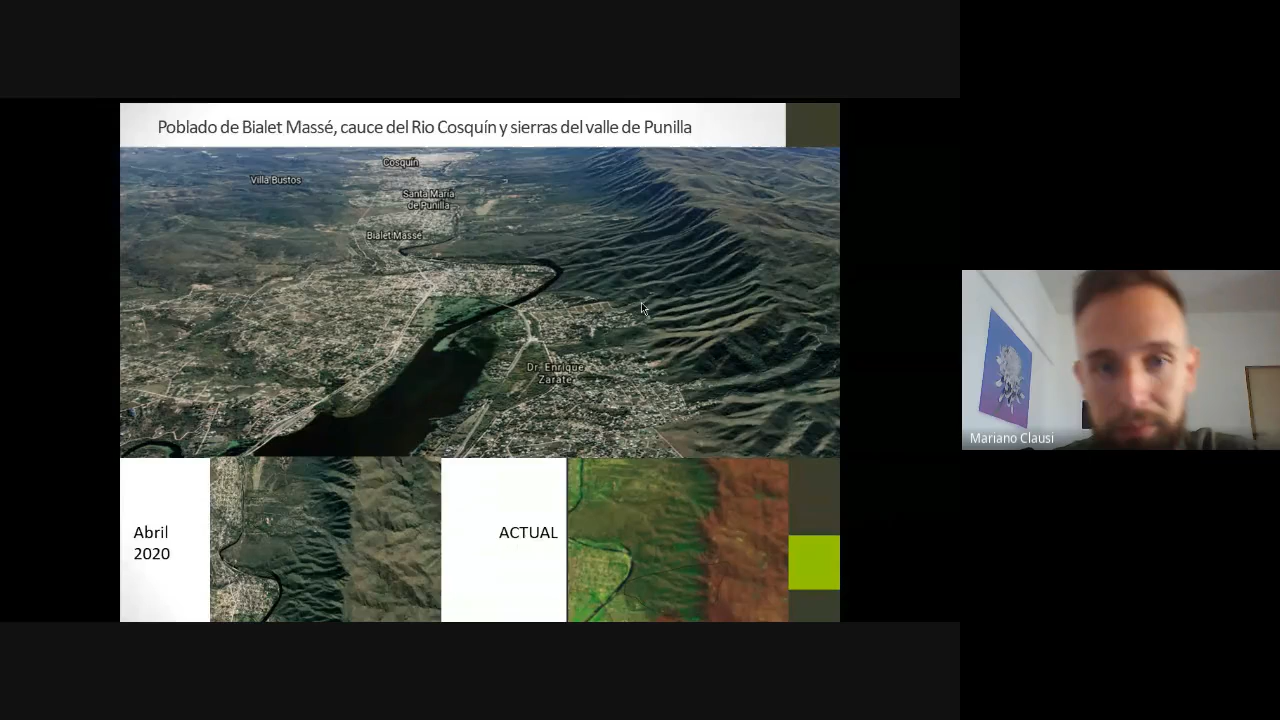 Poblado de Bialet Massé, cauce del Rio Cosquín y sierras del valle de Punilla
Cosquín
Villa Bustos
Santa María
de Punilla
Bialet Massé
Dr. Enrique
Zarate
Abril
2020
ACTUAL
Mariano Clausi